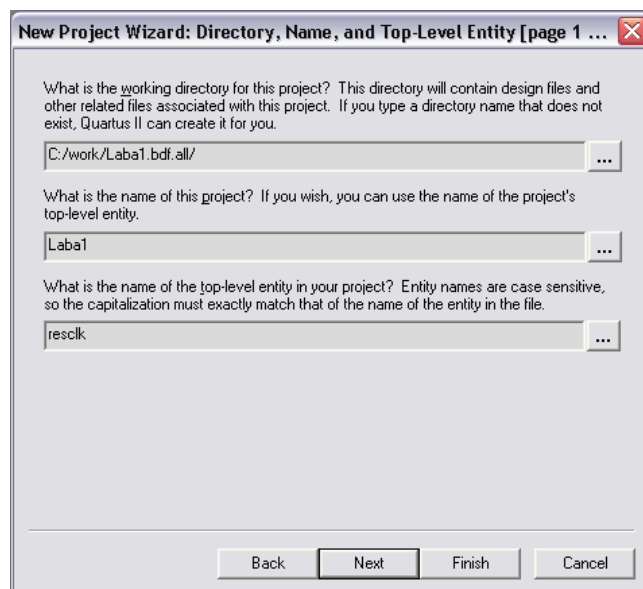 New Project Wizard: Directory, Name, and Top-Level Entity [page 1 ...
What is the working directory for this project? This directory will contain design files and
other related files associated with this project. If you type a directory name that does not
exist, Quartus II can create it for you.
C:/work/Laba1.bdf.all/
...
What is the name of this project? If you wish, you can use the name of the project's
top-level entity.
Laba1
...
What is the name of the top-level entity in your project? Entity names are case sensitive,
so the capitalization must exactly match that of the name of the entity in the file.
resclk
...
Back Next Finish Cancel